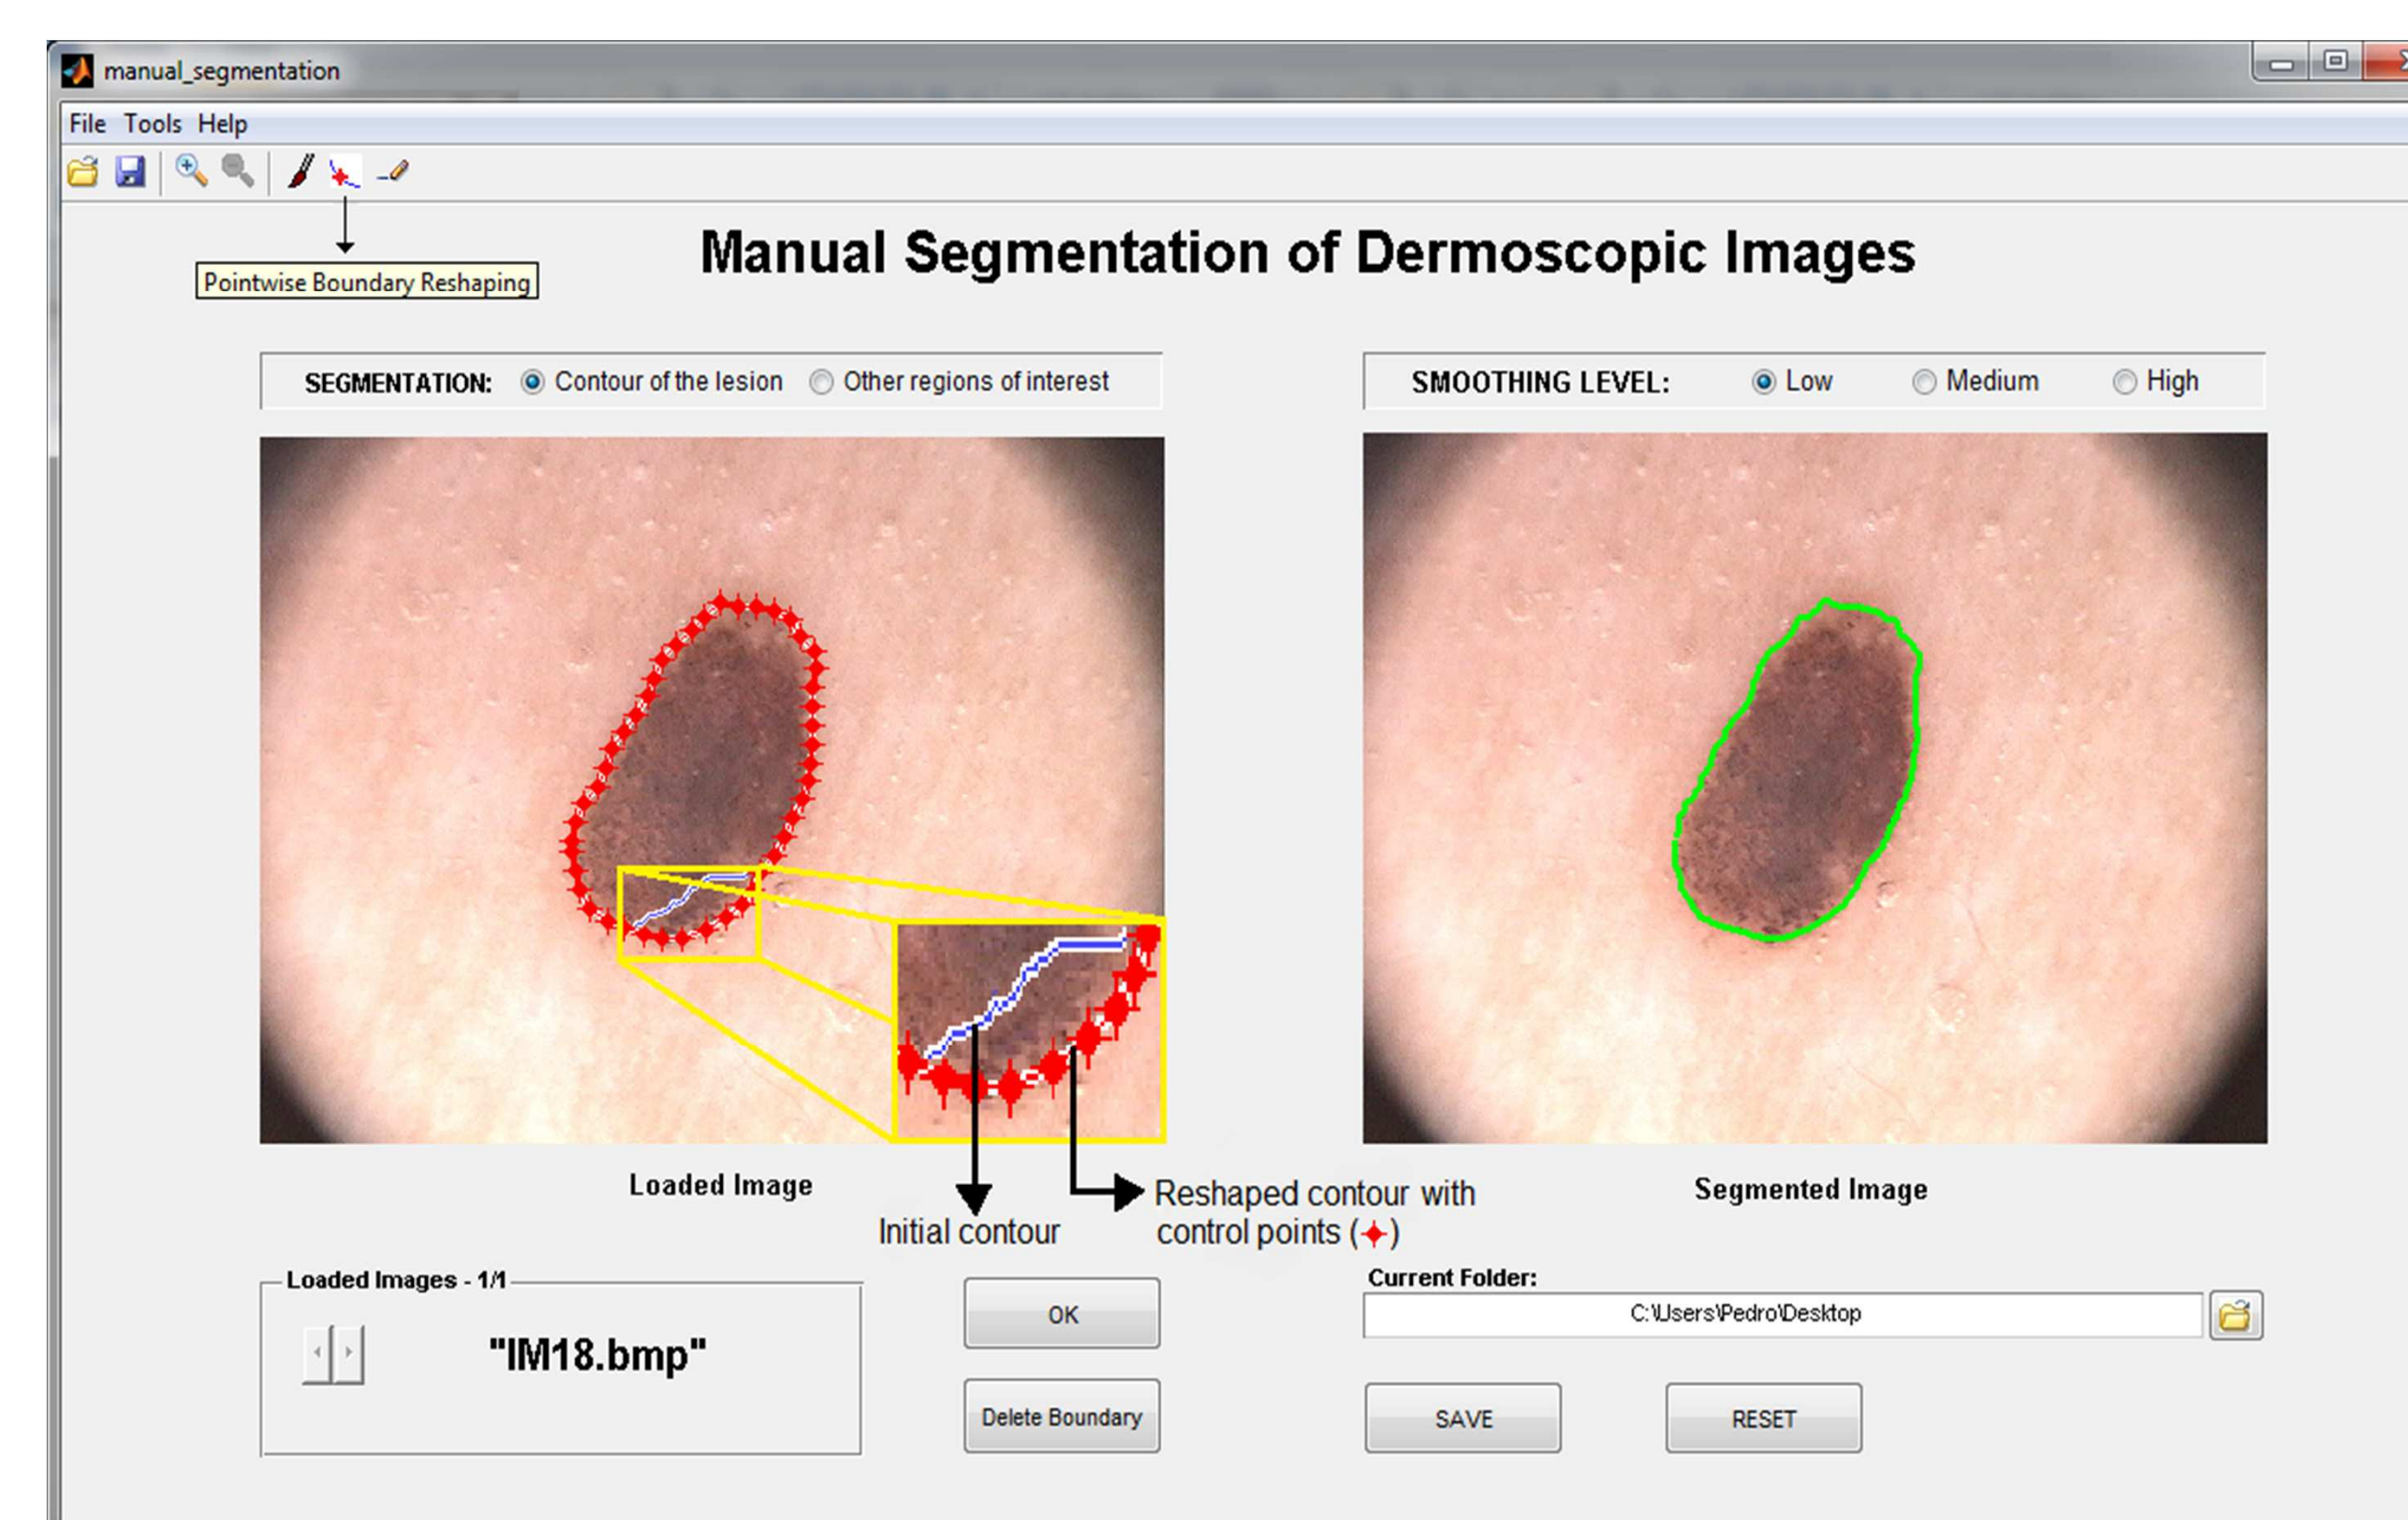 manual_segmentation
File Tools Help
Pointwise Boundary Reshaping
Manual Segmentation of Dermoscopic Images
SEGMENTATION: Contour of the lesion Other regions of interest
SMOOTHING LEVEL: Low Medium High
Loaded Image
Segmented Image
Initial contour
Reshaped contour with
control points ( )
Loaded Images - 1/1
"IM18.bmp"
OK
Delete Boundary
Current Folder:
C:\Users\Pedro\Desktop
SAVE
RESET